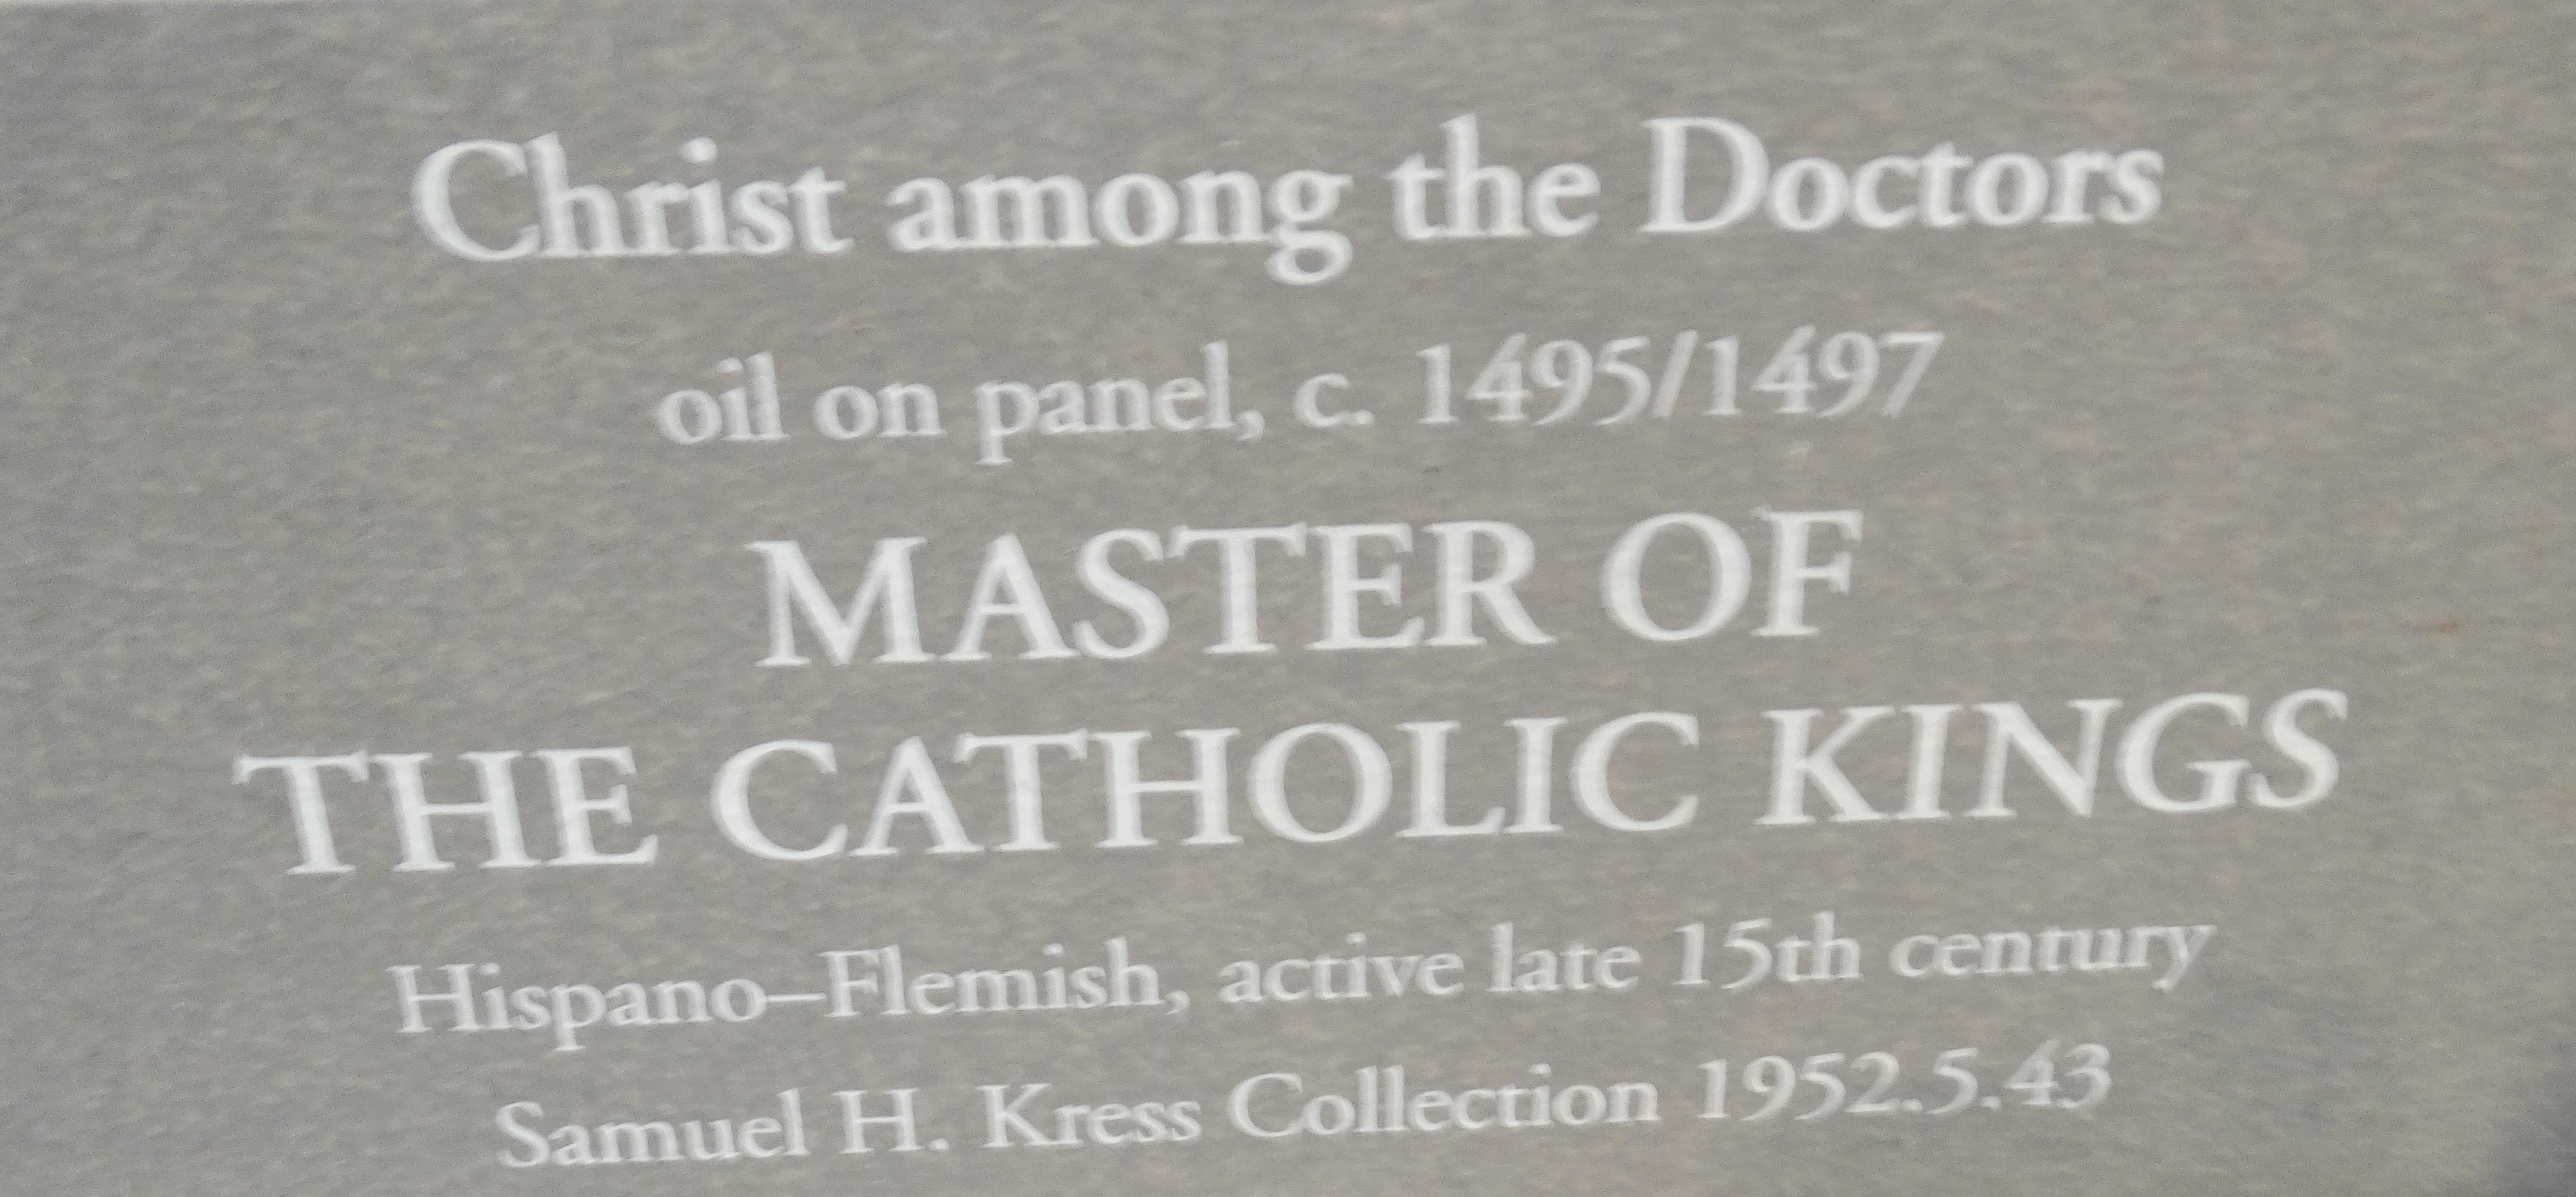 Christ among the Doctors
oil on panel, c. 1495/1497
MASTER OF
THE CATHOLIC KINGS
Hispano–Flemish, active late 15th century
Samuel H. Kress Collection 1952.5.43